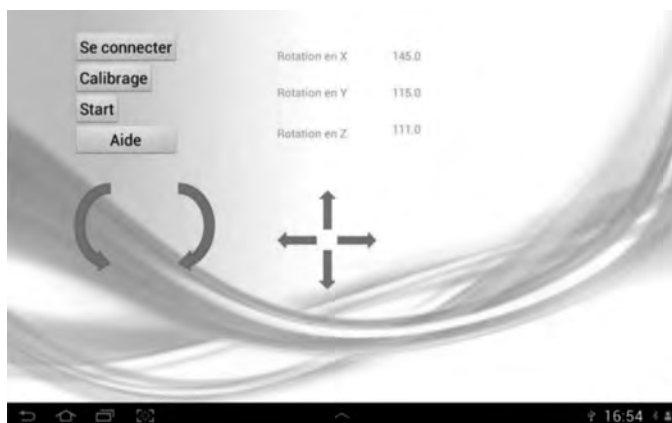 Se connecter
Calibrage
Start
Aide
Rotation en X 145.0
Rotation en Y 115.0
Rotation en Z 111.0
16:54